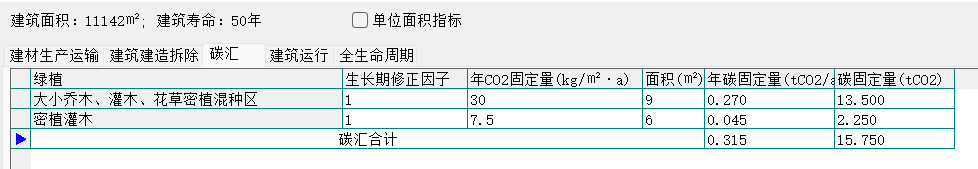 建筑面积：11142㎡; 建筑寿命：50年 单位面积指标
建材生产运输 建筑建造拆除 碳汇 建筑运行 全生命周期
绿植 生长期修正因子 年CO2固定量(kg/㎡·a) 面积(㎡) 年碳固定量(tCO2/a 碳固定量(tCO2)
大小乔木、灌木、花草密植混种区 1 30 9 0.270 13.500
密植灌木 1 7.5 6 0.045 2.250
碳汇合计 0.315 15.750